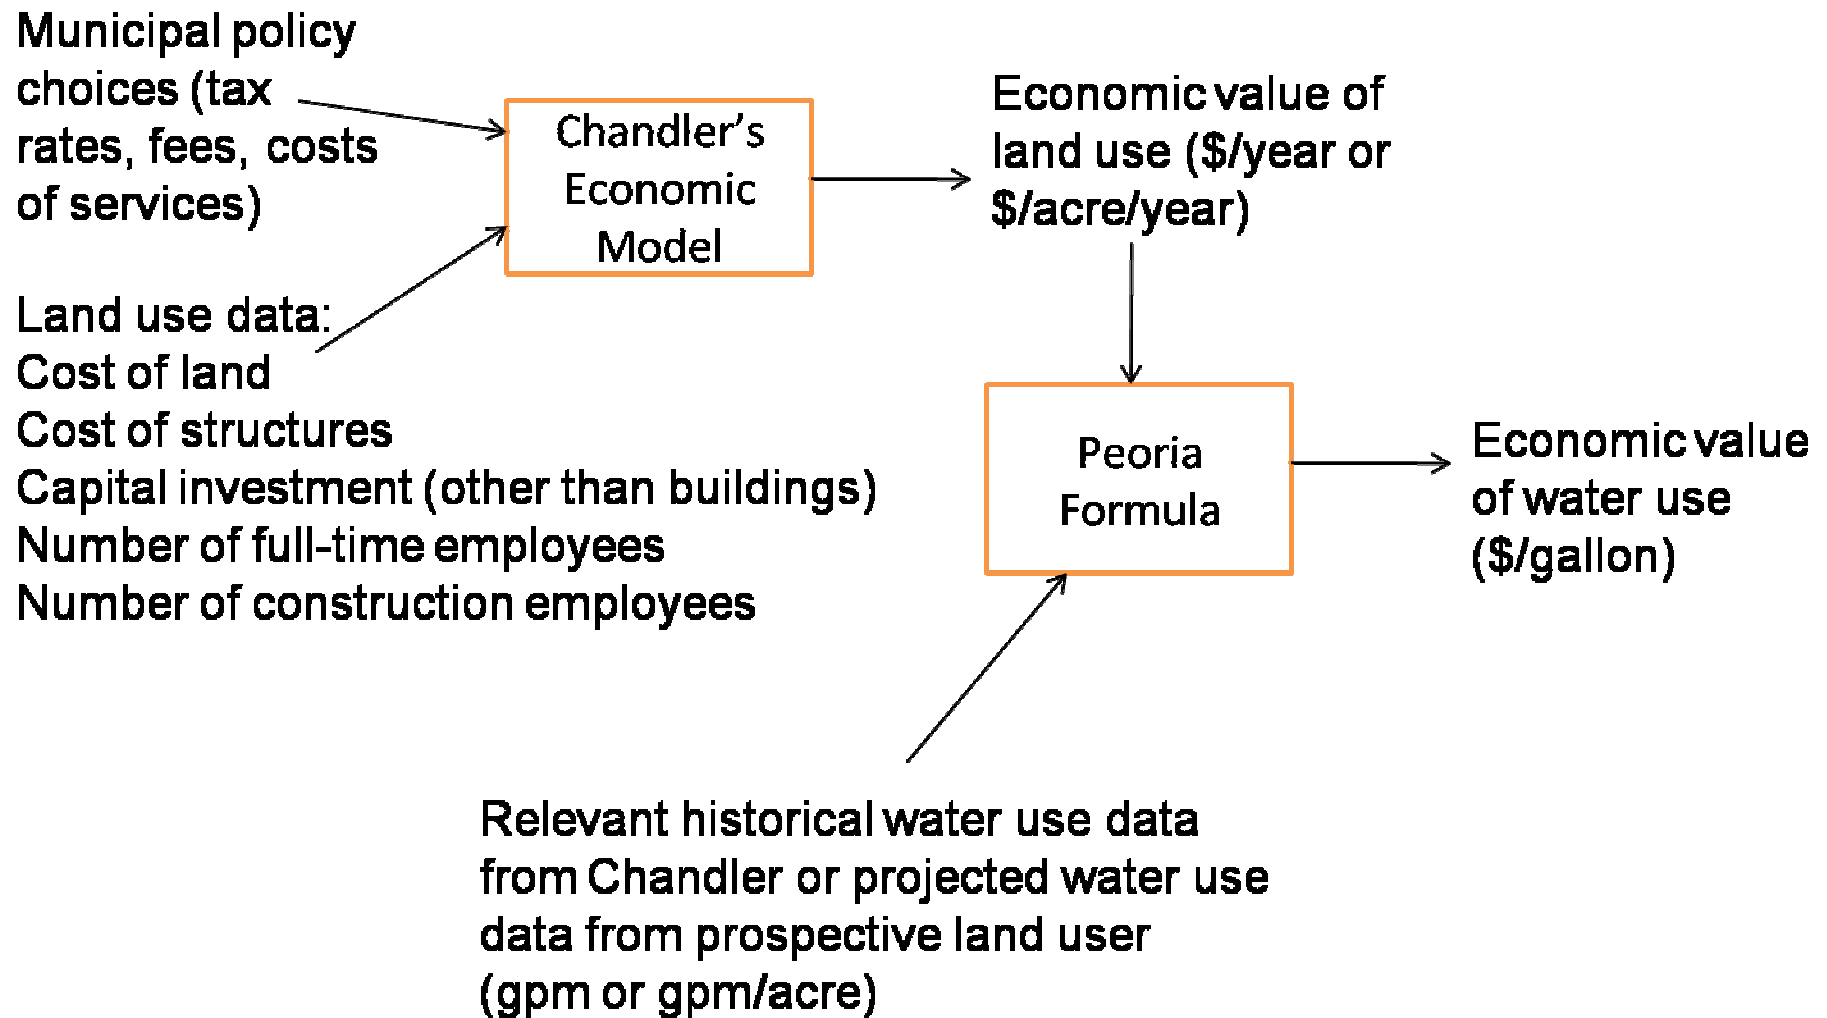 Municipal policy
choices (tax
rates, fees, costs
of services)
Chandler's
Economic
Model
Economic value of
land use ($/year or
$/acre/year)
Land use data:
Cost of land
Cost of structures
Capital investment (other than buildings)
Number of full-time employees
Number of construction employees
Peoria
Formula
Economic value
of water use
($/gallon)
Relevant historical water use data
from Chandler or projected water use
data from prospective land user
(gpm or gpm/acre)